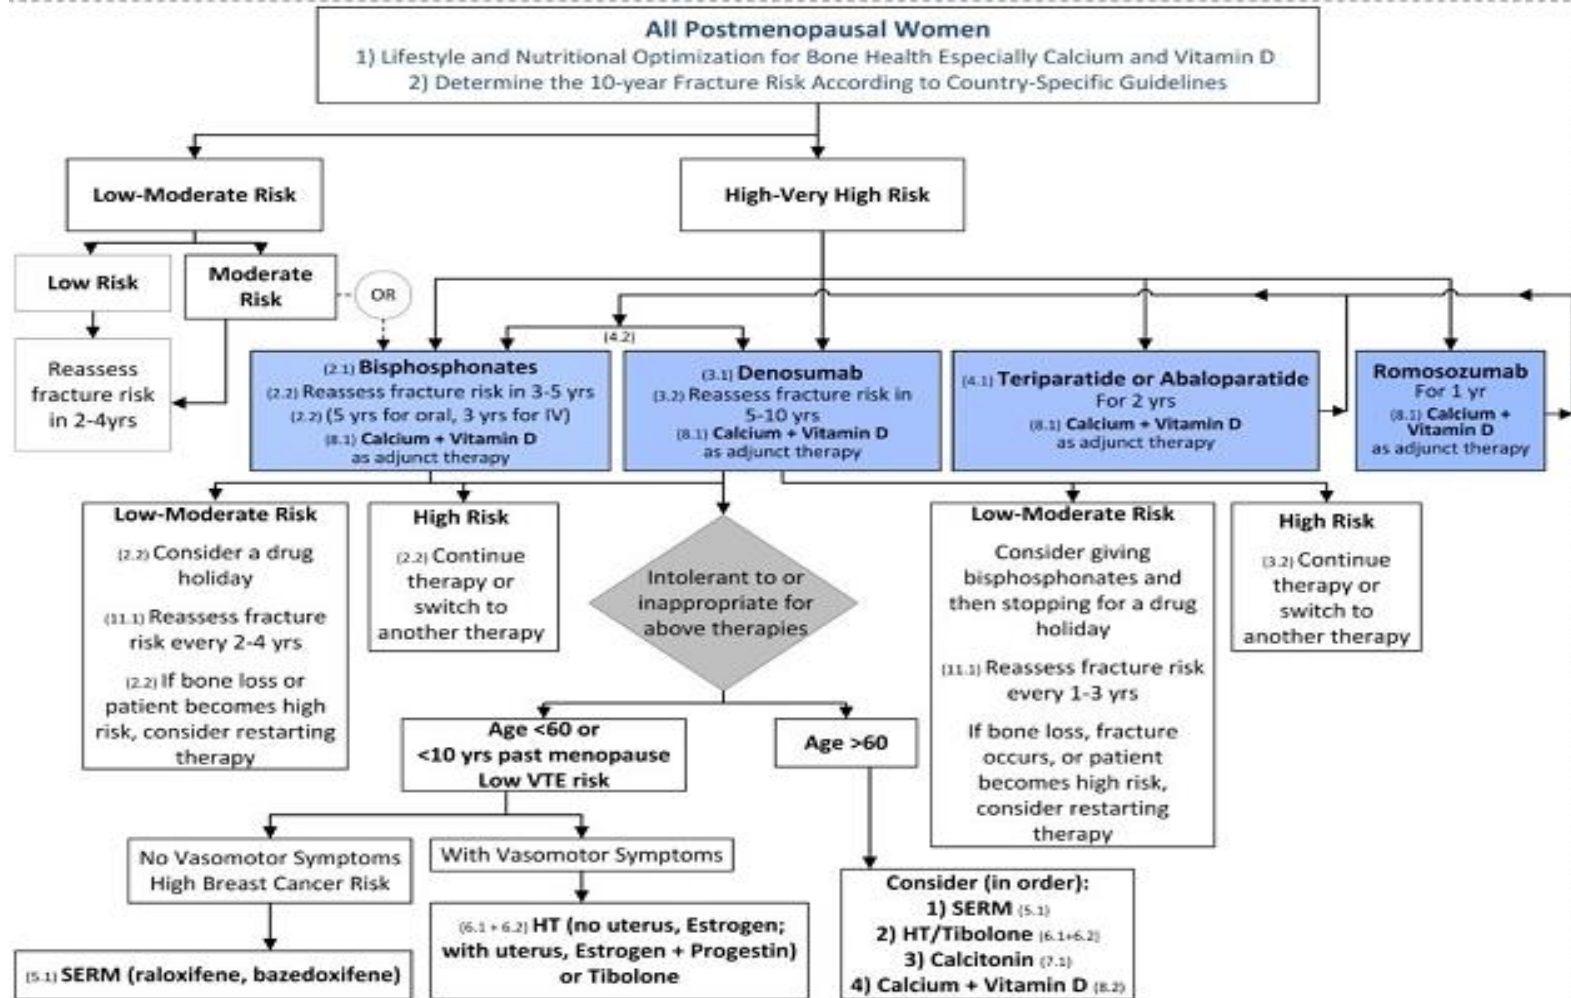 All Postmenopausal Women
1) Lifestyle and Nutritional Optimization for Bone Health Especially Calcium and Vitamin D
2) Determine the 10-year Fracture Risk According to Country-Specific Guidelines
Low-Moderate Risk
High-Very High Risk
Low Risk
Moderate
Risk
OR
Reassess
fracture risk
in 2-4yrs
(4.2)
(2.1) Bisphosphonates
(2.2) Reassess fracture risk in 3-5 yrs
(2.2) (5 yrs for oral, 3 yrs for IV)
(8.1) Calcium + Vitamin D
as adjunct therapy
(3.1) Denosumab
(3.2) Reassess fracture risk in
5-10 yrs
(8.1) Calcium + Vitamin D
as adjunct therapy
(4.1) Teriparatide or Abaloparatide
For 2 yrs
(8.1) Calcium + Vitamin D
as adjunct therapy
Romosozumab
For 1 yr
(8.1) Calcium +
Vitamin D
as adjunct therapy
Low-Moderate Risk
(2.2) Consider a drug
holiday
(11.1) Reassess fracture
risk every 2-4 yrs
(2.2) If bone loss or
patient becomes high
risk, consider restarting
therapy
High Risk
(2.2) Continue
therapy or
switch to
another therapy
Intolerant to or
inappropriate for
above therapies
Low-Moderate Risk
Consider giving
bisphosphonates and
then stopping for a drug
holiday
(11.1) Reassess fracture risk
every 1-3 yrs
If bone loss, fracture
occurs, or patient
becomes high risk,
consider restarting
therapy
High Risk
(3.2) Continue
therapy or
switch to
another therapy
Age <60 or
<10 yrs past menopause
Low VTE risk
Age >60
No Vasomotor Symptoms
High Breast Cancer Risk
With Vasomotor Symptoms
(5.1) SERM (raloxifene, bazedoxifene)
(6.1 + 6.2) HT (no uterus, Estrogen;
with uterus, Estrogen + Progestin)
or Tibolone
Consider (in order):
1) SERM (5.1)
2) HT/Tibolone (6.1+6.2)
3) Calcitonin (7.1)
4) Calcium + Vitamin D (8.2)